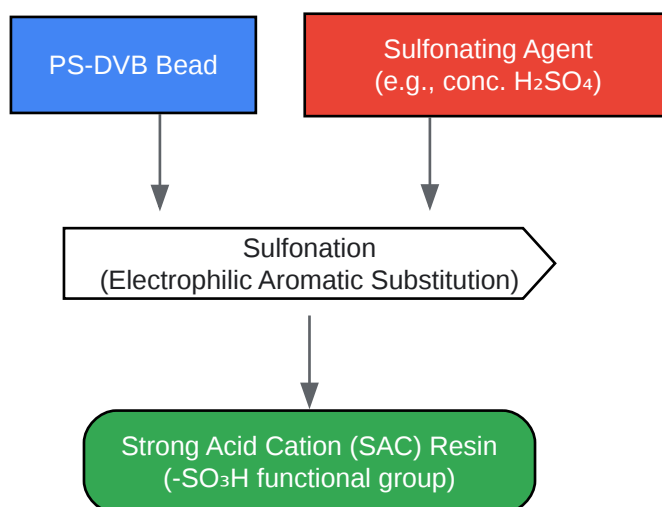 PS-DVB Bead
Sulfonating Agent
(e.g., conc. H₂SO₄)
Sulfonation
(Electrophilic Aromatic Substitution)
Strong Acid Cation (SAC) Resin
(-SO₃H functional group)